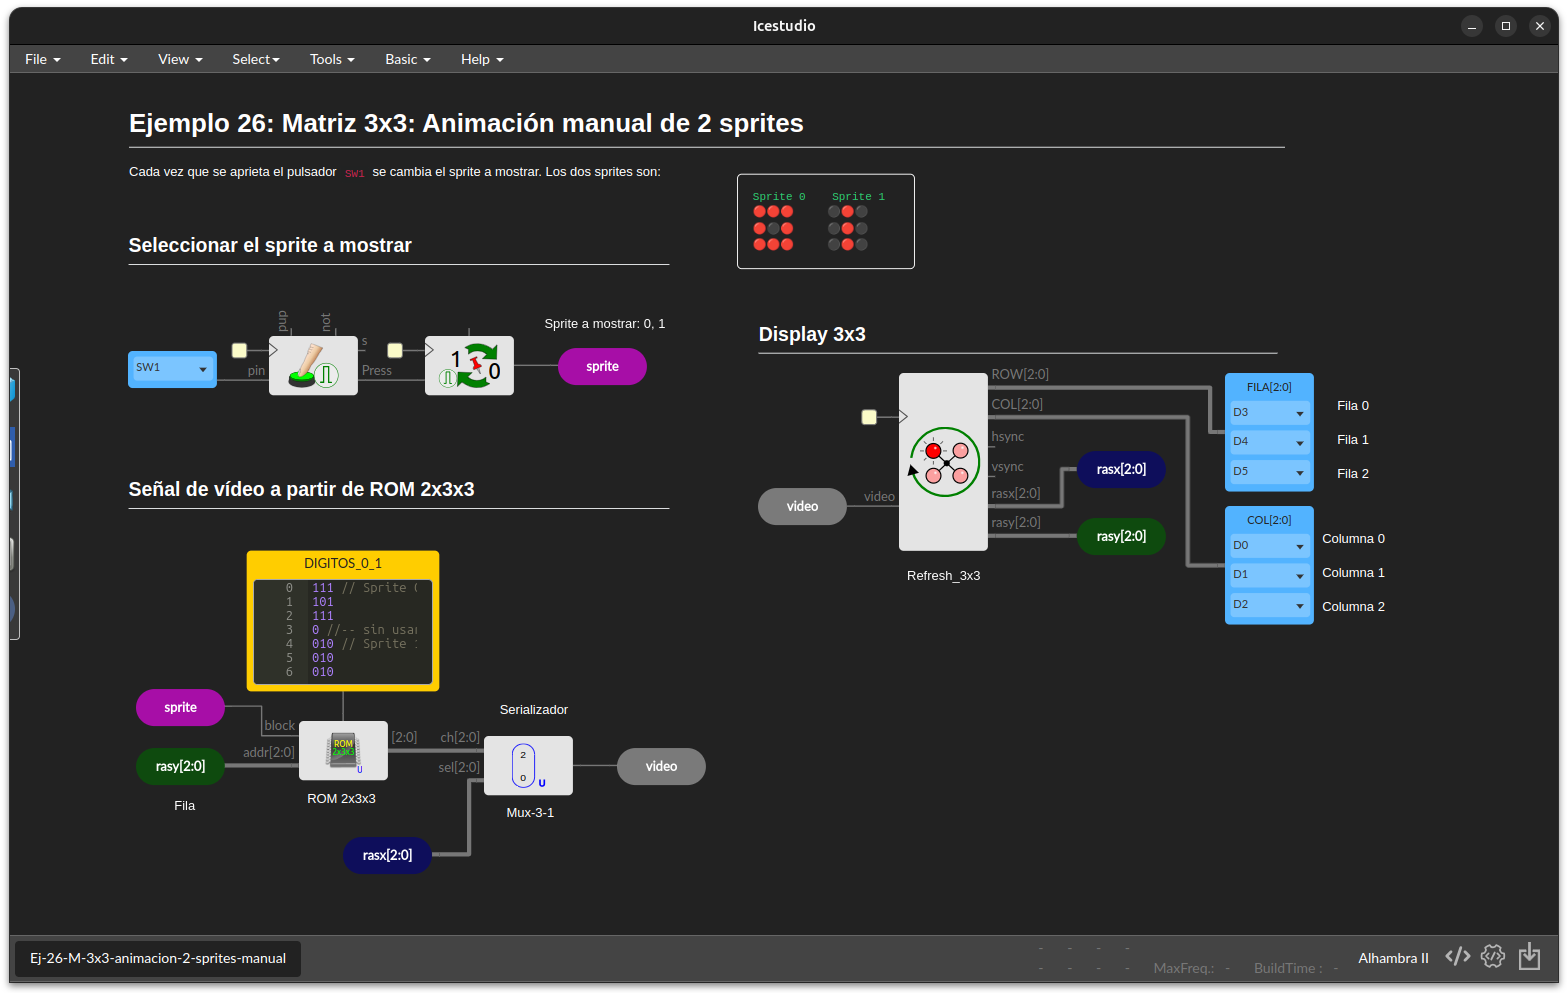 Icestudio
File Edit View Select Tools Basic Help
Ejemplo 26: Matriz 3x3: Animación manual de 2 sprites
Cada vez que se aprieta el pulsador SW1 se cambia el sprite a mostrar. Los dos sprites son:
Sprite 0 Sprite 1
Seleccionar el sprite a mostrar
pup not
SW1
pin
s
Press
1 0
Sprite a mostrar: 0, 1
sprite
Display 3x3
video
video
ROW[2:0]
COL[2:0]
hsync
vsync
rasx[2:0]
rasy[2:0]
Refresh_3x3
rasx[2:0]
rasy[2:0]
FILA[2:0]
D3 Fila 0
D4 Fila 1
D5 Fila 2
COL[2:0]
D0 Columna 0
D1 Columna 1
D2 Columna 2
Señal de vídeo a partir de ROM 2x3x3
DIGITOS_0_1
0 111 // Sprite
1 101
2 111
3 0 //-- sin usar
4 010 // Sprite
5 010
6 010
sprite
block
rasy[2:0]
addr[2:0]
Fila
ROM
2x3x3
U
ROM 2x3x3
[2:0]
Serializador
ch[2:0]
sel[2:0]
2
0
U
Mux-3-1
video
rasx[2:0]
Ej-26-M-3x3-animacion-2-sprites-manual
- - - -
- - - - MaxFreq.: - BuildTime : - Alhambra II